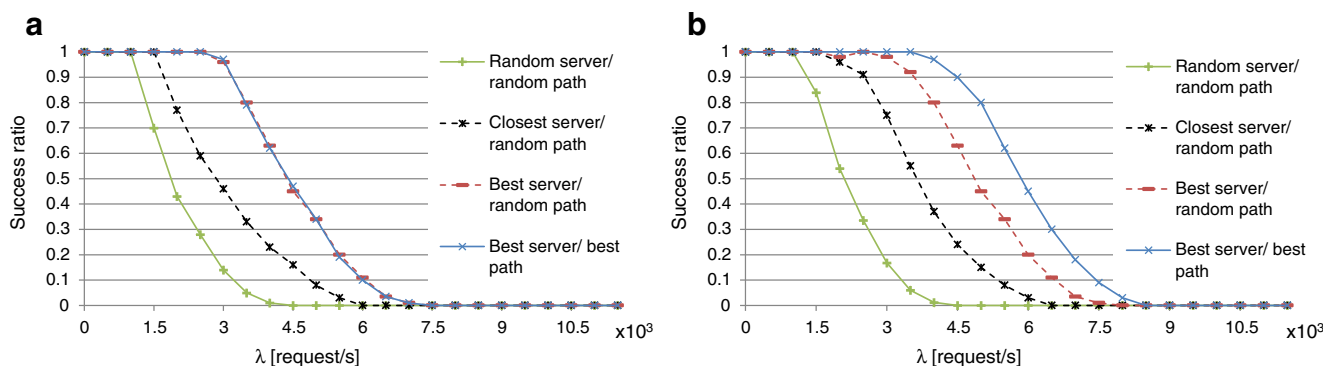 a
1
0.9
0.8
0.7
0.6
0.5
0.4
0.3
0.2
0.1
0
Success ratio
0 1.5 3 4.5 6 7.5 9 10.5 x10³
λ [request/s]
Random server/
random path
Closest server/
random path
Best server/
random path
Best server/ best
path
b
1
0.9
0.8
0.7
0.6
0.5
0.4
0.3
0.2
0.1
0
Success ratio
0 1.5 3 4.5 6 7.5 9 10.5 x10³
λ [request/s]
Random server/
random path
Closest server/
random path
Best server/
random path
Best server/ best
path